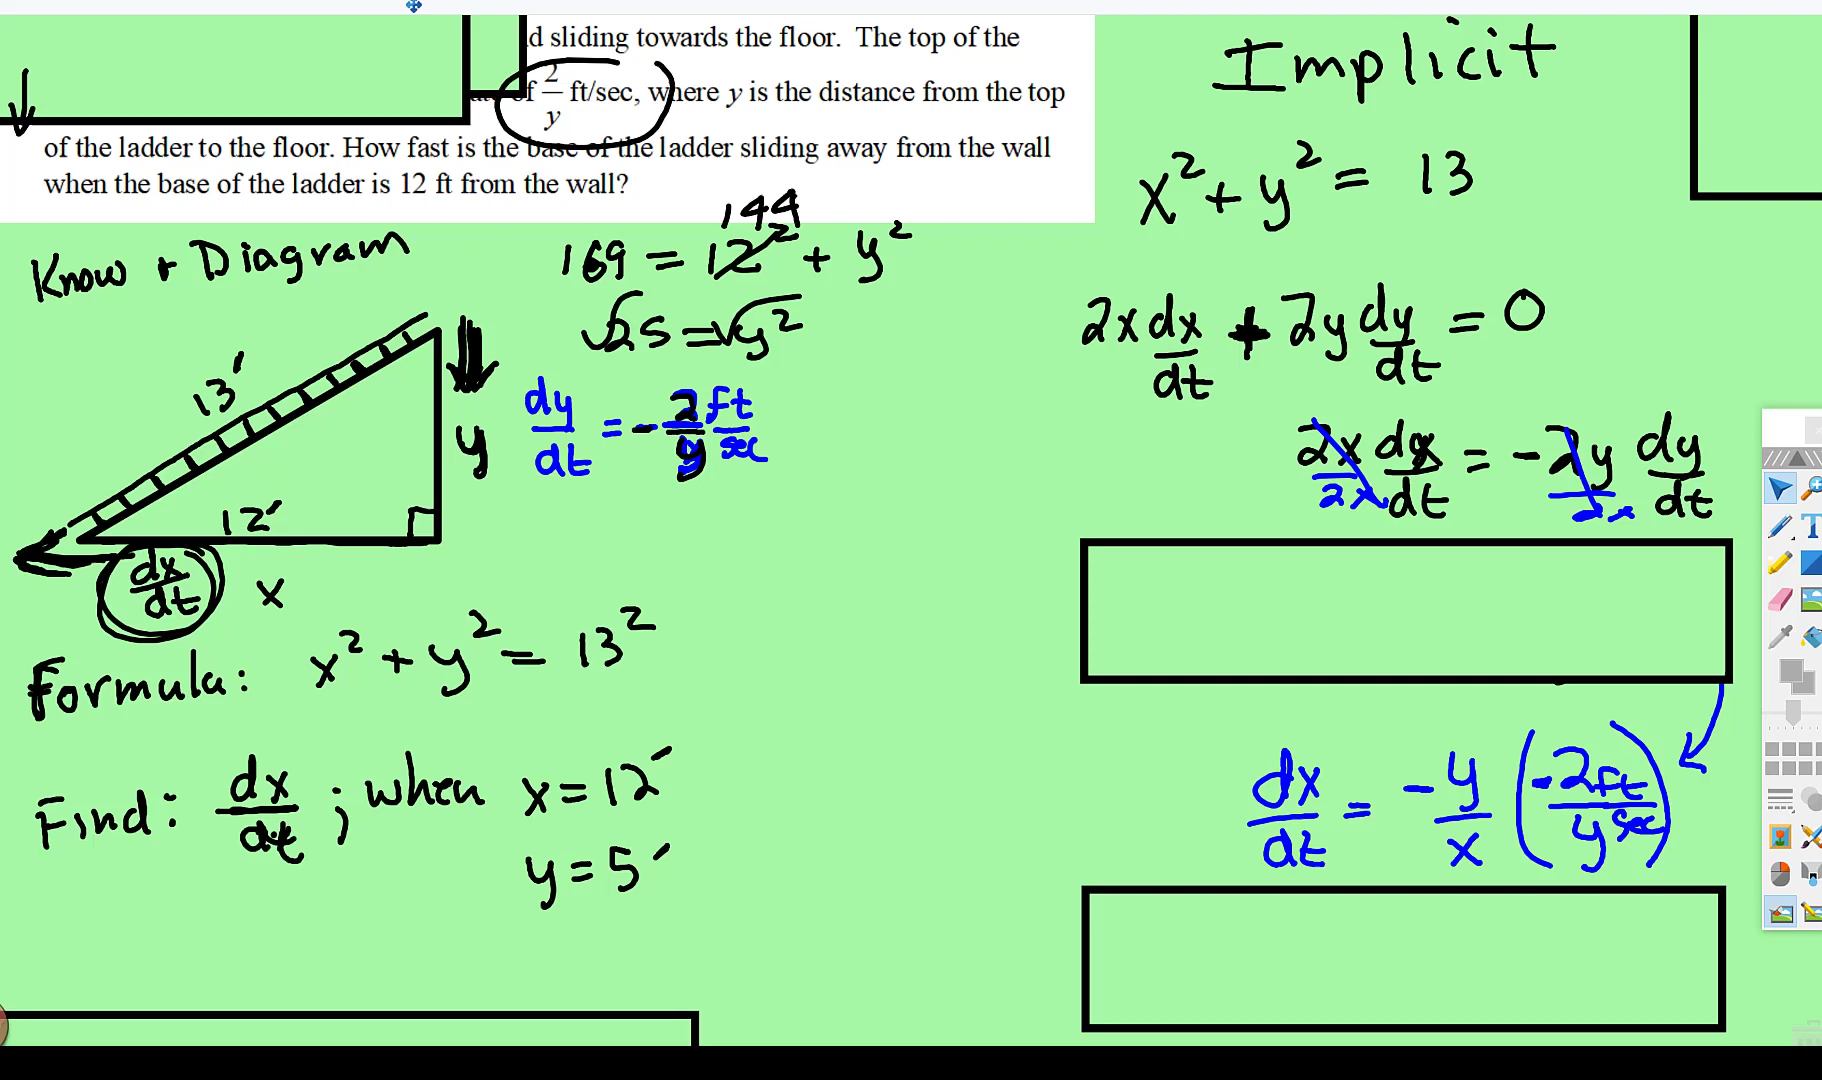 d sliding towards the floor. The top of the
of 2/y ft/sec, where y is the distance from the top
of the ladder to the floor. How fast is the base of the ladder sliding away from the wall
when the base of the ladder is 12 ft from the wall?
Know + Diagram
144
169 = 12² + y²
√25 = √y²
13'
12'
y
dy/dt = - 2/y ft/sec
dx/dt
x
Formula: x² + y² = 13²
Find: dx/dt ; when x = 12'
y = 5'
Implicit
x² + y² = 13
2x dx/dt + 2y dy/dt = 0
2x/2x dx/dt = -2y/2x dy/dt
dx/dt = - y/x (-2ft/y sec)
T